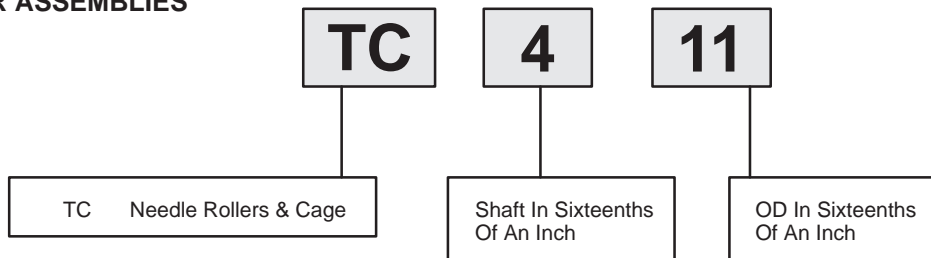 R ASSEMBLIES
TC 4 11
TC Needle Rollers & Cage
Shaft In Sixteenths
Of An Inch
OD In Sixteenths
Of An Inch